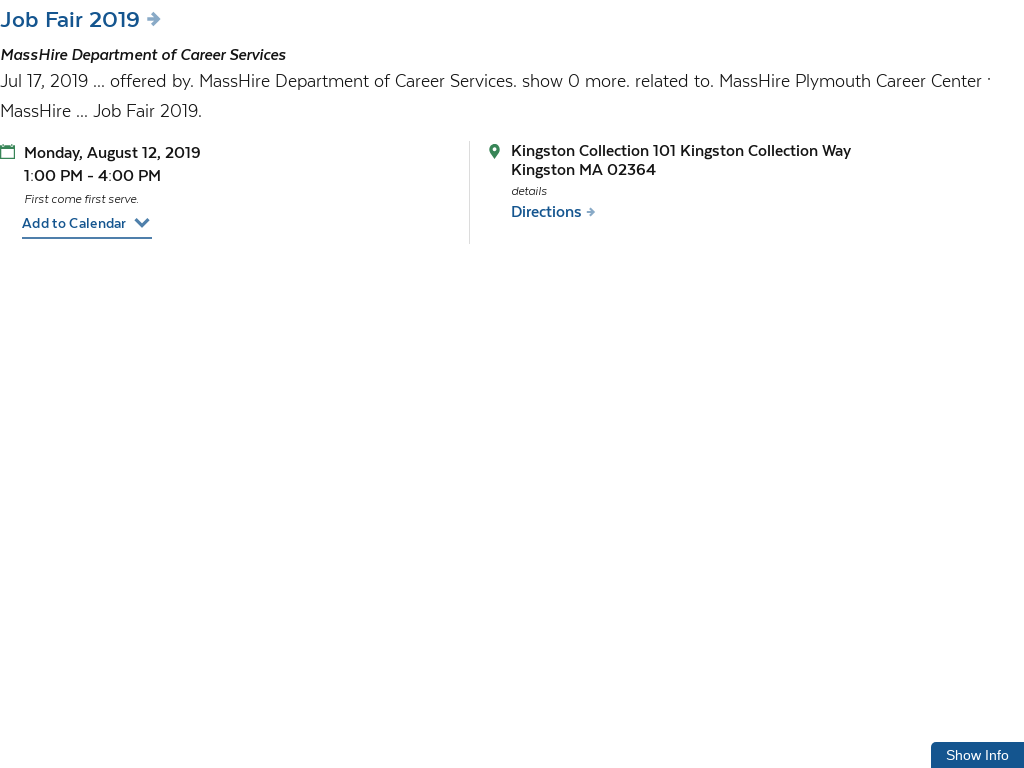 Job Fair 2019
MassHire Department of Career Services
Jul 17, 2019 ... offered by. MassHire Department of Career Services. show 0 more. related to. MassHire Plymouth Career Center ·
MassHire ... Job Fair 2019.
Monday, August 12, 2019
1:00 PM - 4:00 PM
First come first serve.
Add to Calendar
Kingston Collection 101 Kingston Collection Way
Kingston MA 02364
details
Directions
Show Info